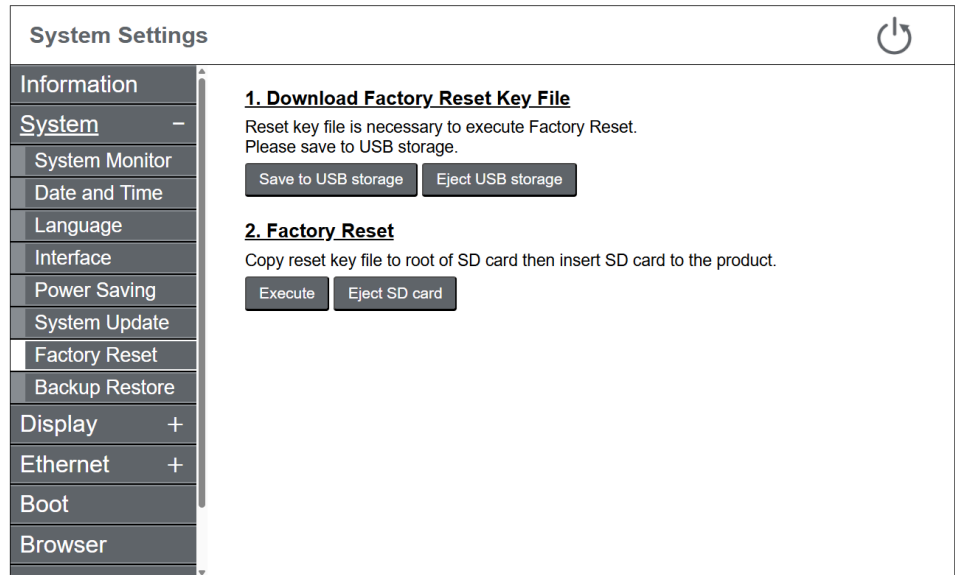 System Settings
Information
System −
System Monitor
Date and Time
Language
Interface
Power Saving
System Update
Factory Reset
Backup Restore
Display +
Ethernet +
Boot
Browser
1. Download Factory Reset Key File
Reset key file is necessary to execute Factory Reset.
Please save to USB storage.
Save to USB storage Eject USB storage
2. Factory Reset
Copy reset key file to root of SD card then insert SD card to the product.
Execute Eject SD card